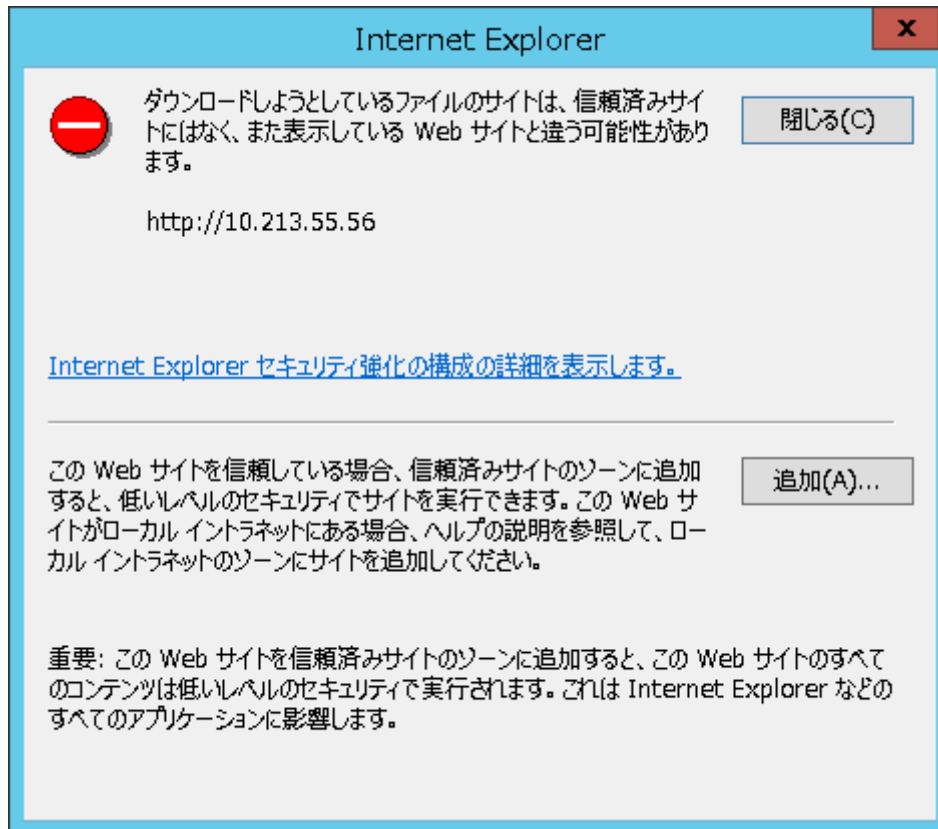 Internet Explorer
x
ダウンロードしようとしているファイルのサイトは、信頼済みサイ
トにはなく、また表示している Web サイトと違う可能性があり
ます。
閉じる(C)
http://10.213.55.56
Internet Explorer セキュリティ強化の構成の詳細を表示します。
この Web サイトを信頼している場合、信頼済みサイトのゾーンに追加
すると、低いレベルのセキュリティでサイトを実行できます。この Web サ
イトがローカル イントラネットにある場合、ヘルプの説明を参照して、ロー
カル イントラネットのゾーンにサイトを追加してください。
追加(A)...
重要: この Web サイトを信頼済みサイトのゾーンに追加すると、この Web サイトのすべて
のコンテンツは低いレベルのセキュリティで実行されます。これは Internet Explorer などの
すべてのアプリケーションに影響します。